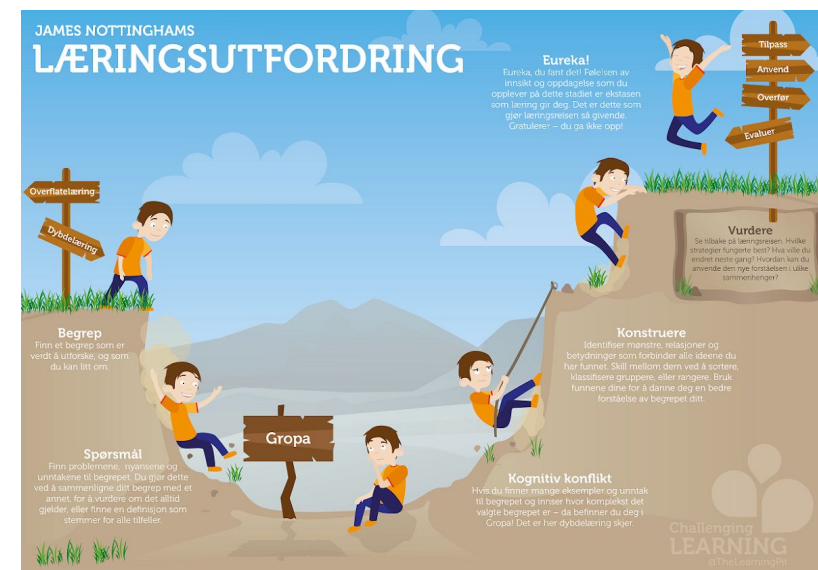 JAMES NOTTINGHAMS
LÆRINGSUTFORDRING
Overflatelæring
Dybdelæring
Begrep
Finn et begrep som er
verdt å utforske, og som
du kan litt om.
Spørsmål
Finn problemene, nyansene og
unntakene til begrepet. Du gjør dette
ved å sammenligne ditt begrep med et
annet, for å vurdere om det alltid
gjelder, eller finne en definisjon som
stemmer for alle tilfeller.
Gropa
Kognitiv konflikt
Hvis du finner mange eksempler og unntak
til begrepet og innser hvor komplekst det
valgte begrepet er – da befinner du deg i
Gropa! Det er her dybdelæring skjer.
Konstruere
Identifiser mønstre, relasjoner og
betydninger som forbinder alle ideene du
har funnet. Skill mellom dem ved å sortere,
klassifisere gruppere, eller rangere. Bruk
funnene dine for å danne deg en bedre
forståelse av begrepet ditt.
Eureka!
Eureka, du fant det! Følelsen av
innsikt og oppdagelse som du
opplever på dette stadiet er ekstasen
som læring gir deg. Det er dette som
gjør læringsreisen så givende.
Gratulerer – du ga ikke opp!
Tilpass
Anvend
Overfør
Evaluer
Vurdere
Se tilbake på læringsreisen. Hvilke
strategier fungerte best? Hva ville du
endret neste gang? Hvordan kan du
anvende den nye forståelsen i ulike
sammenhenger?
Challenging
LEARNING
@TheLearningPit